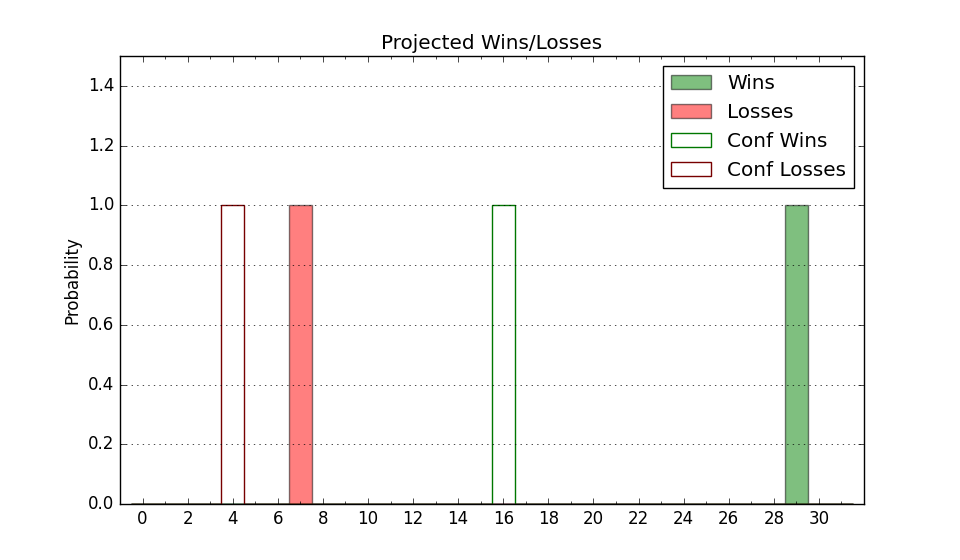 Projected Wins/Losses
Wins
Losses
Conf Wins
Conf Losses
Probability
1.4
1.2
1.0
0.8
0.6
0.4
0.2
0.0
0 2 4 6 8 10 12 14 16 18 20 22 24 26 28 30